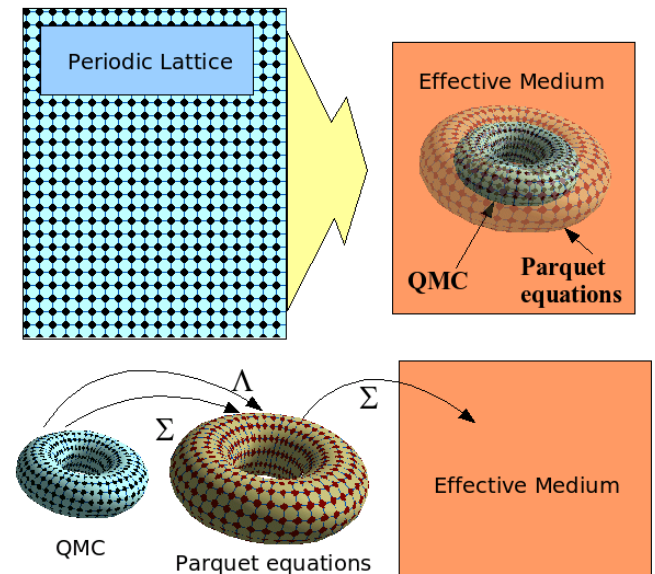 Periodic Lattice
Effective Medium
QMC
Parquet
equations
Λ
Σ
Σ
Effective Medium
QMC
Parquet equations